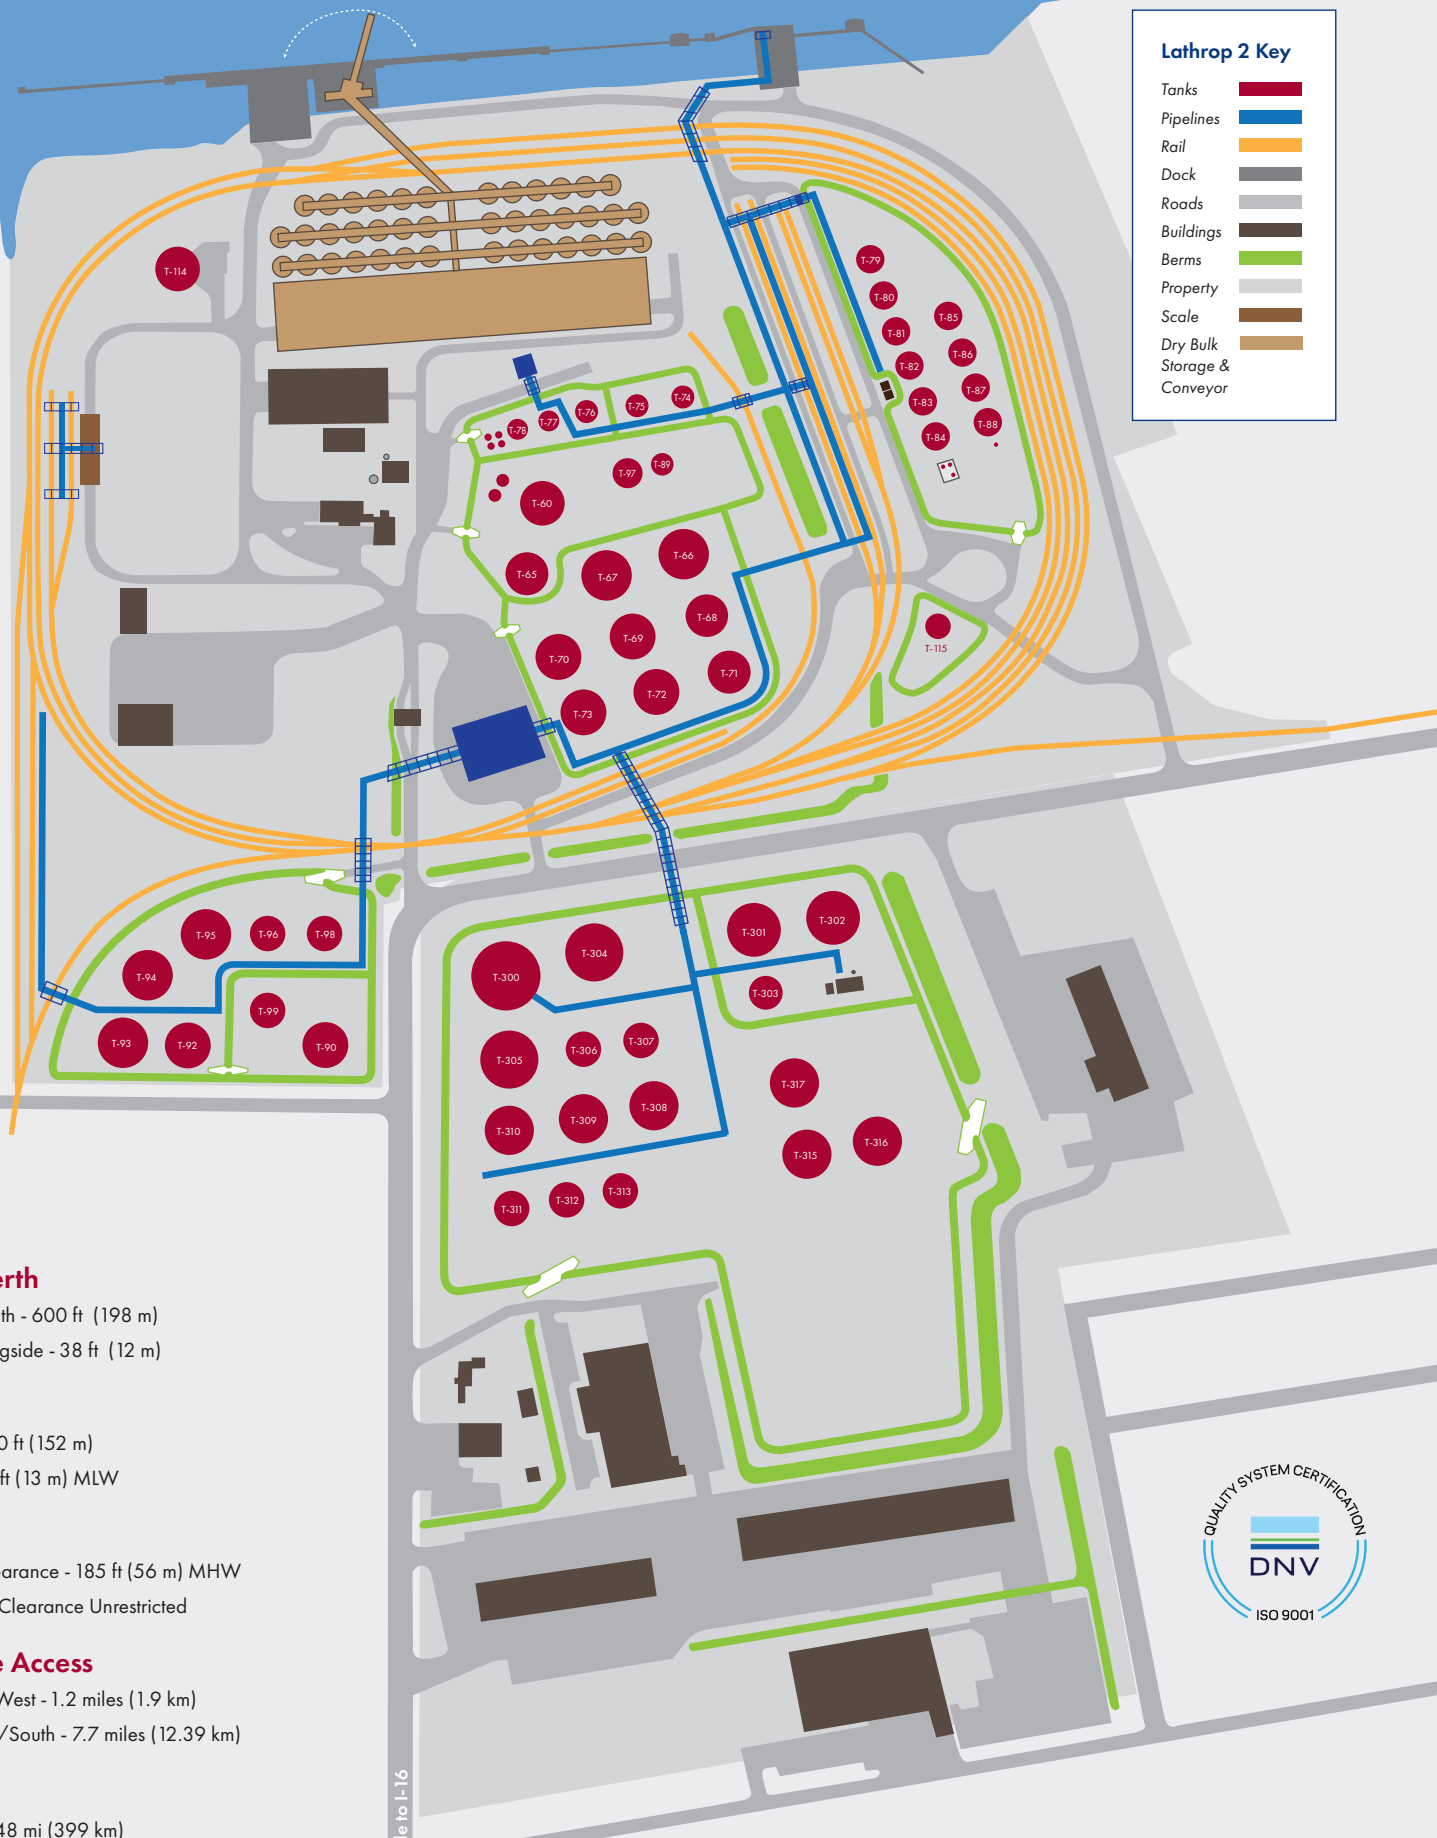 Lathrop 2 Key
Tanks
Pipelines
Rail
Dock
Roads
Buildings
Berms
Property
Scale
Dry Bulk
Storage &
Conveyor
T-114
T-79
T-80
T-85
T-81
T-86
T-82
T-87
T-83
T-88
T-84
T-74
T-75
T-76
T-77
T-78
T-97
T-89
T-60
T-65
T-66
T-67
T-68
T-69
T-70
T-71
T-72
T-73
T-115
T-95
T-96
T-98
T-94
T-99
T-93
T-92
T-90
T-301
T-302
T-304
T-300
T-303
T-305
T-306
T-307
T-317
T-308
T-309
T-310
T-316
T-315
T-313
T-312
T-311
erth
th - 600 ft (198 m)
gside - 38 ft (12 m)
0 ft (152 m)
ft (13 m) MLW
earance - 185 ft (56 m) MHW
Clearance Unrestricted
e Access
West - 1.2 miles (1.9 km)
/South - 7.7 miles (12.39 km)
48 mi (399 km)
le to I-16
QUALITY SYSTEM CERTIFICATION
DNV
ISO 9001